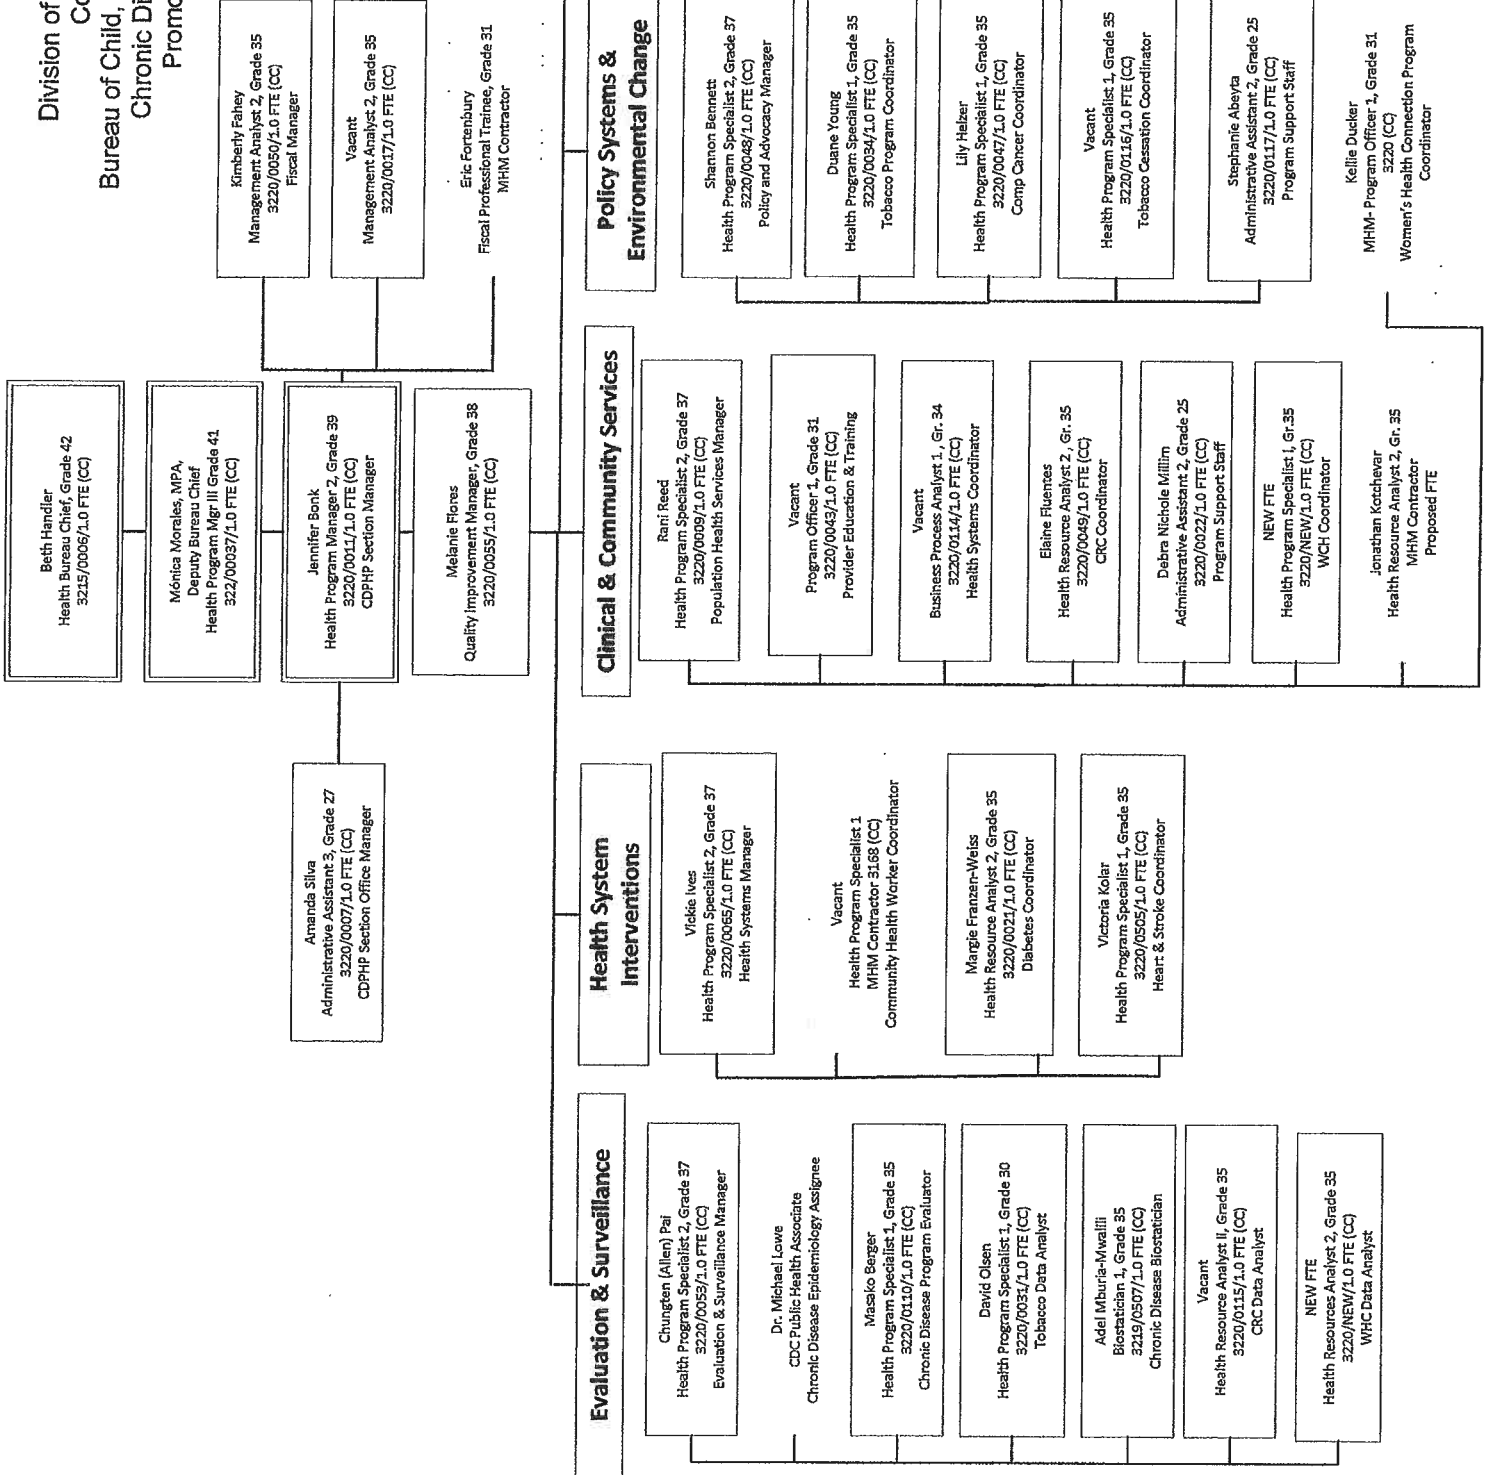 Division of
Co
Bureau of Child,
Chronic Di
Promo
Beth Handler
Health Bureau Chief, Grade 42
3215/0006/1.0 FTE (CC)
Mónica Morales, MPA,
Deputy Bureau Chief
Health Program Mgr III Grade 41
322/00037/1.0 FTE (CC)
Jennifer Bonk
Health Program Manager 2, Grade 39
3220/0011/1.0 FTE (CC)
CDPHP Section Manager
Melanie Flores
Quality Improvement Manager, Grade 38
3220/0055/1.0 FTE (CC)
Amanda Silva
Administrative Assistant 3, Grade 27
3220/0007/1.0 FTE (CC)
CDPHP Section Office Manager
Kimberly Fahey
Management Analyst 2, Grade 35
3220/0050/1.0 FTE (CC)
Fiscal Manager
Vacant
Management Analyst 2, Grade 35
3220/0017/1.0 FTE (CC)
Eric Fortenbury
Fiscal Professional Trainee, Grade 31
MHM Contractor
Evaluation & Surveillance
Chungten (Allen) Pai
Health Program Specialist 2, Grade 37
3220/0053/1.0 FTE (CC)
Evaluation & Surveillance Manager
Dr. Michael Lowe
CDC Public Health Associate
Chronic Disease Epidemiology Assignee
Masako Berger
Health Program Specialist 1, Grade 35
3220/0110/1.0 FTE (CC)
Chronic Disease Program Evaluator
David Olsen
Health Program Specialist 1, Grade 30
3220/0031/1.0 FTE (CC)
Tobacco Data Analyst
Adel Mburia-Mwalili
Biostatician 1, Grade 35
3219/0507/1.0 FTE (CC)
Chronic Disease Biostatician
Vacant
Health Resource Analyst II, Grade 35
3220/0115/1.0 FTE (CC)
CRC Data Analyst
NEW FTE
Health Resources Analyst 2, Grade 35
3220/NEW/1.0 FTE (CC)
WHC Data Analyst
Health System
Interventions
Vickie Ives
Health Program Specialist 2, Grade 37
3220/0065/1.0 FTE (CC)
Health Systems Manager
Vacant
Health Program Specialist 1
MHM Contractor 3168 (CC)
Community Health Worker Coordinator
Margie Franzen-Weiss
Health Resource Analyst 2, Grade 35
3220/0021/1.0 FTE (CC)
Diabetes Coordinator
Victoria Kolar
Health Program Specialist 1, Grade 35
3220/0505/1.0 FTE (CC)
Heart & Stroke Coordinator
Clinical & Community Services
Rani Reed
Health Program Specialist 2, Grade 37
3220/0009/1.0 FTE (CC)
Population Health Services Manager
Vacant
Program Officer 1, Grade 31
3220/0043/1.0 FTE (CC)
Provider Education & Training
Vacant
Business Process Analyst 1, Gr. 34
3220/0114/1.0 FTE (CC)
Health Systems Coordinator
Elaine Fluentes
Health Resource Analyst 2, Gr. 35
3220/0049/1.0 FTE (CC)
CRC Coordinator
Debra Nichole Millim
Administrative Assistant 2, Grade 25
3220/0022/1.0 FTE (CC)
Program Support Staff
NEW FTE
Health Program Specialist I, Gr.35
3220/NEW/1.0 FTE (CC)
WCH Coordinator
Jonathan Kotchevar
Health Resource Analyst 2, Gr. 35
MHM Contractor
Proposed FTE
Policy Systems &
Environmental Change
Shannon Bennett
Health Program Specialist 2, Grade 37
3220/0048/1.0 FTE (CC)
Policy and Advocacy Manager
Duane Young
Health Program Specialist 1, Grade 35
3220/0034/1.0 FTE (CC)
Tobacco Program Coordinator
Lily Helzer
Health Program Specialist 1, Grade 35
3220/0047/1.0 FTE (CC)
Comp Cancer Coordinator
Vacant
Health Program Specialist 1, Grade 35
3220/0116/1.0 FTE (CC)
Tobacco Cessation Coordinator
Stephanie Abeyta
Administrative Assistant 2, Grade 25
3220/0117/1.0 FTE (CC)
Program Support Staff
Kellie Ducker
MHM- Program Officer 1, Grade 31
3220 (CC)
Women's Health Connection Program
Coordinator